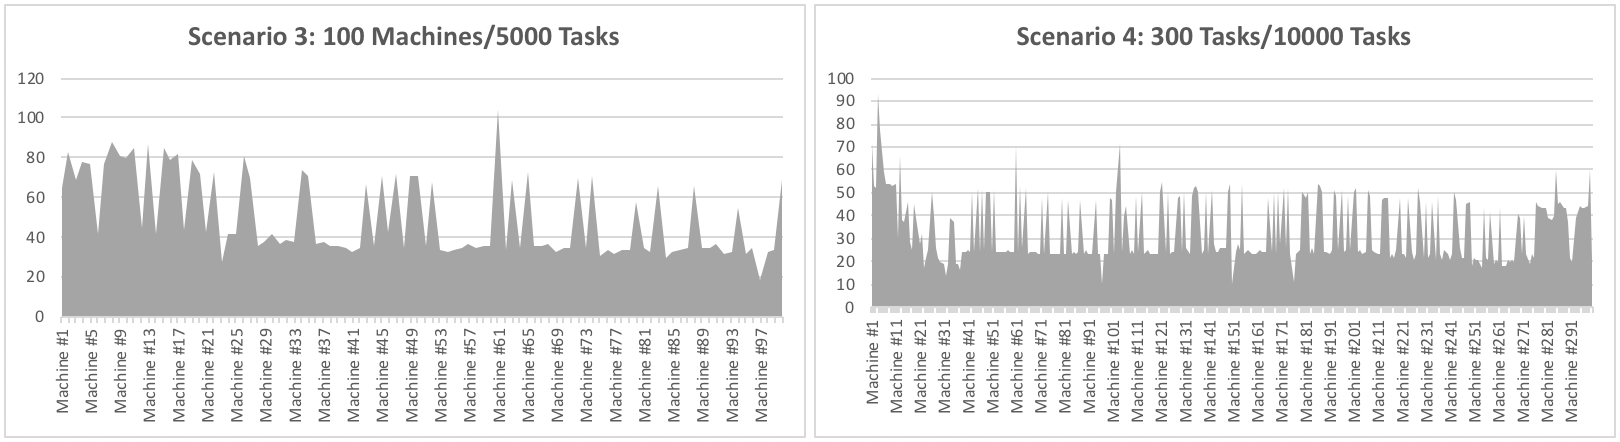 Scenario 3: 100 Machines/5000 Tasks
120
100
80
60
40
20
0
Machine #1
Machine #5
Machine #9
Machine #13
Machine #17
Machine #21
Machine #25
Machine #29
Machine #33
Machine #37
Machine #41
Machine #45
Machine #49
Machine #53
Machine #57
Machine #61
Machine #65
Machine #69
Machine #73
Machine #77
Machine #81
Machine #85
Machine #89
Machine #93
Machine #97
Scenario 4: 300 Tasks/10000 Tasks
100
90
80
70
60
50
40
30
20
10
0
Machine #1
Machine #11
Machine #21
Machine #31
Machine #41
Machine #51
Machine #61
Machine #71
Machine #81
Machine #91
Machine #101
Machine #111
Machine #121
Machine #131
Machine #141
Machine #151
Machine #161
Machine #171
Machine #181
Machine #191
Machine #201
Machine #211
Machine #221
Machine #231
Machine #241
Machine #251
Machine #261
Machine #271
Machine #281
Machine #291